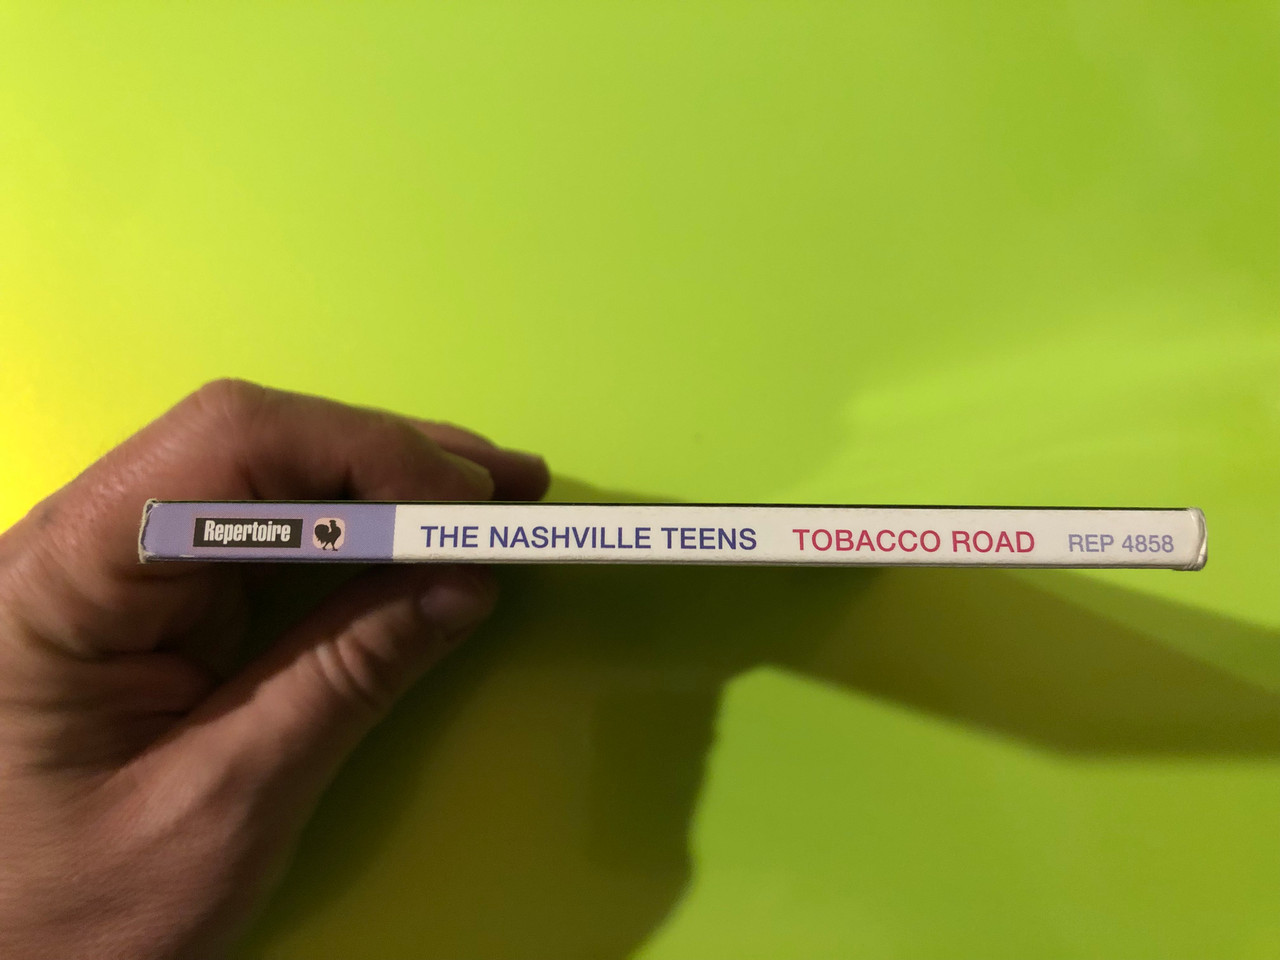 Repertoire THE NASHVILLE TEENS TOBACCO ROAD REP 4858